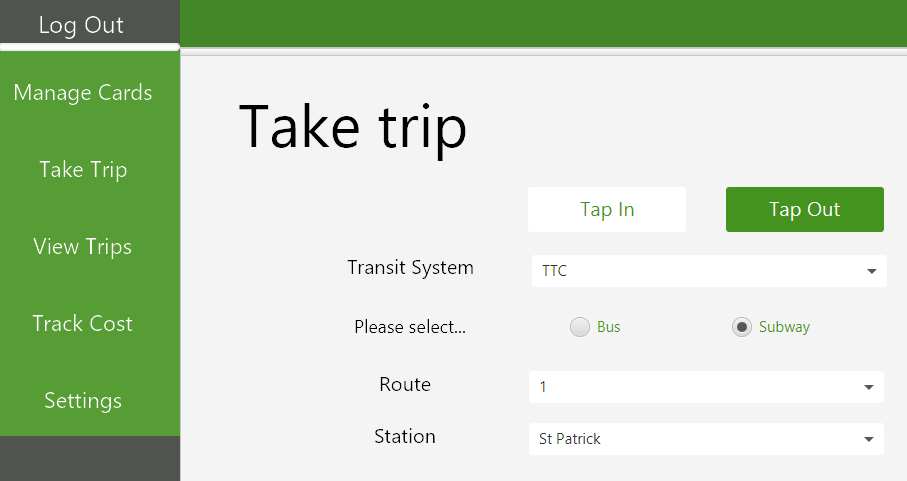 Log Out
Manage Cards
Take Trip
View Trips
Track Cost
Settings
Take trip
Tap In
Tap Out
Transit System
TTC
Please select...
Bus
Subway
Route
1
Station
St Patrick